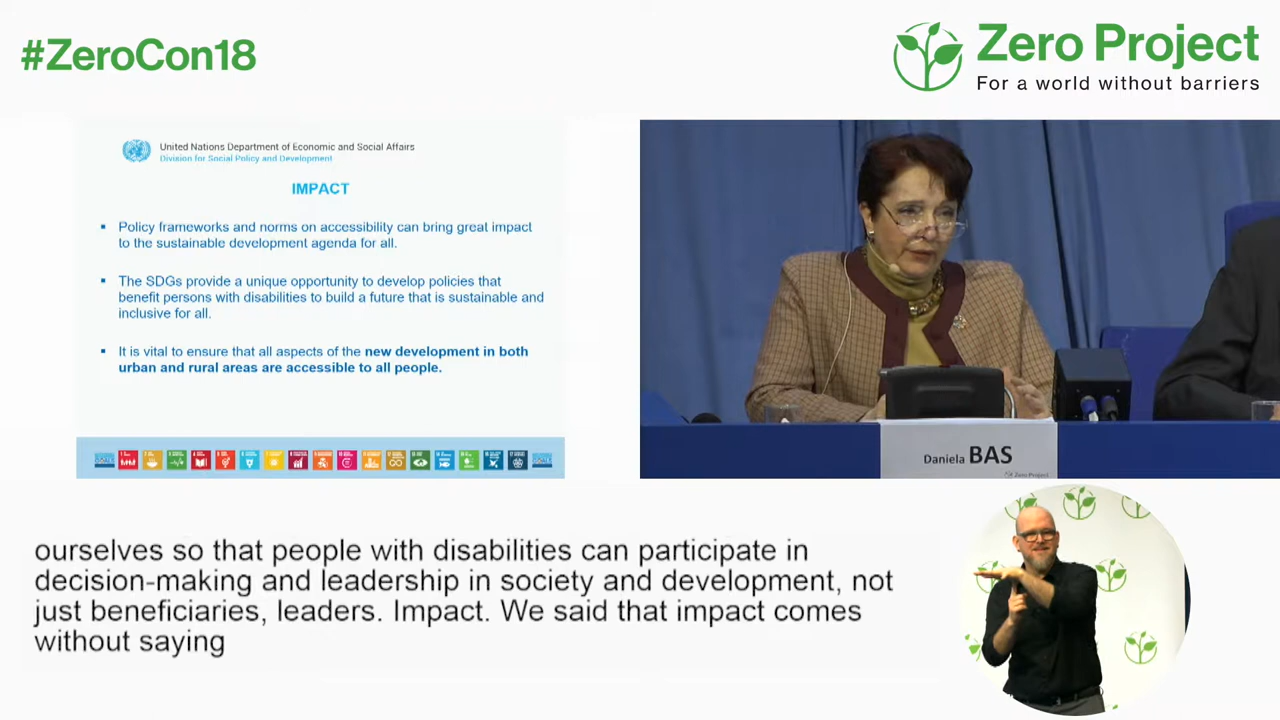 #ZeroCon18
Zero Project
For a world without barriers
United Nations Department of Economic and Social Affairs
Division for Social Policy and Development
IMPACT
▪ Policy frameworks and norms on accessibility can bring great impact
to the sustainable development agenda for all.
▪ The SDGs provide a unique opportunity to develop policies that
benefit persons with disabilities to build a future that is sustainable and
inclusive for all.
▪ It is vital to ensure that all aspects of the new development in both
urban and rural areas are accessible to all people.
Daniela BAS
Zero Project
ourselves so that people with disabilities can participate in
decision-making and leadership in society and development, not
just beneficiaries, leaders. Impact. We said that impact comes
without saying